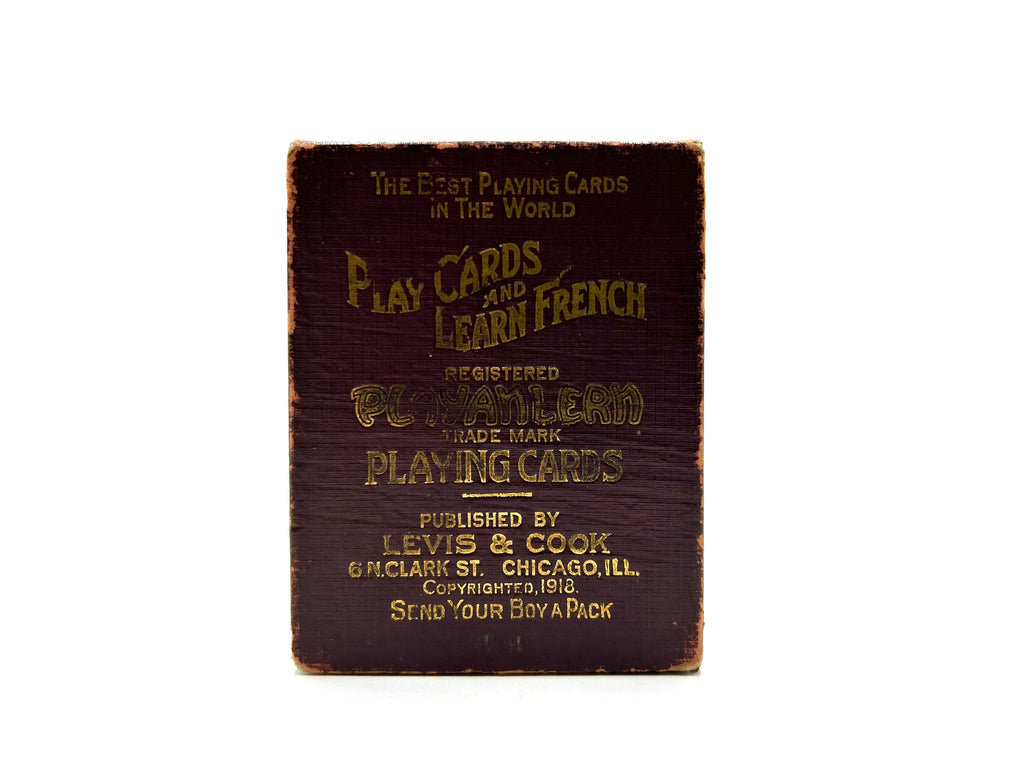 THE BEST PLAYING CARDS
IN THE WORLD
PLAY CARDS
AND
LEARN FRENCH
REGISTERED
PLAYANLERN
TRADE MARK
PLAYING CARDS
PUBLISHED BY
LEVIS & COOK
6 N. CLARK ST. CHICAGO, ILL.
COPYRIGHTED, 1918.
SEND YOUR BOY A PACK